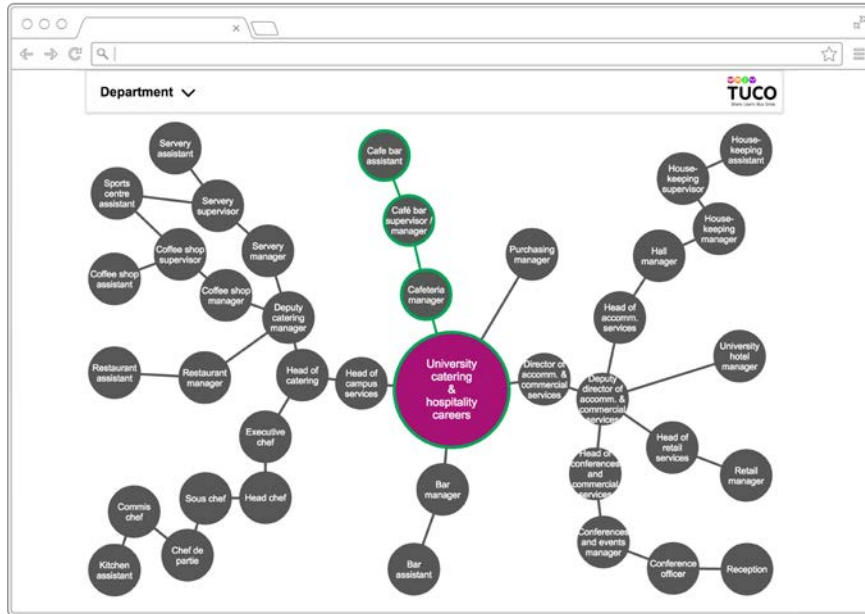 Department
TUCO
Servery
assistant
Cafe bar
assistant
House-
keeping
assistant
Sports
centre
assistant
Servery
supervisor
House-
keeping
supervisor
Café bar
supervisor /
manager
House-
keeping
manager
Coffee shop
supervisor
Servery
manager
Purchasing
manager
Hall
manager
Coffee shop
assistant
Coffee shop
manager
Cafeteria
manager
Deputy
catering
manager
Head of
accomm.
services
Restaurant
assistant
Restaurant
manager
Head of
catering
Head of
campus
services
University
catering
&
hospitality
careers
Director of
accomm. &
commercial
services
Deputy
director of
accomm. &
commercial
services
University
hotel
manager
Executive
chef
Head of
retail
services
Head of
conferences
and
commercial
services
Retail
manager
Sous chef
Head chef
Bar
manager
Commis
chef
Chef de
partie
Kitchen
assistant
Bar
assistant
Conferences
and events
manager
Conference
officer
Reception